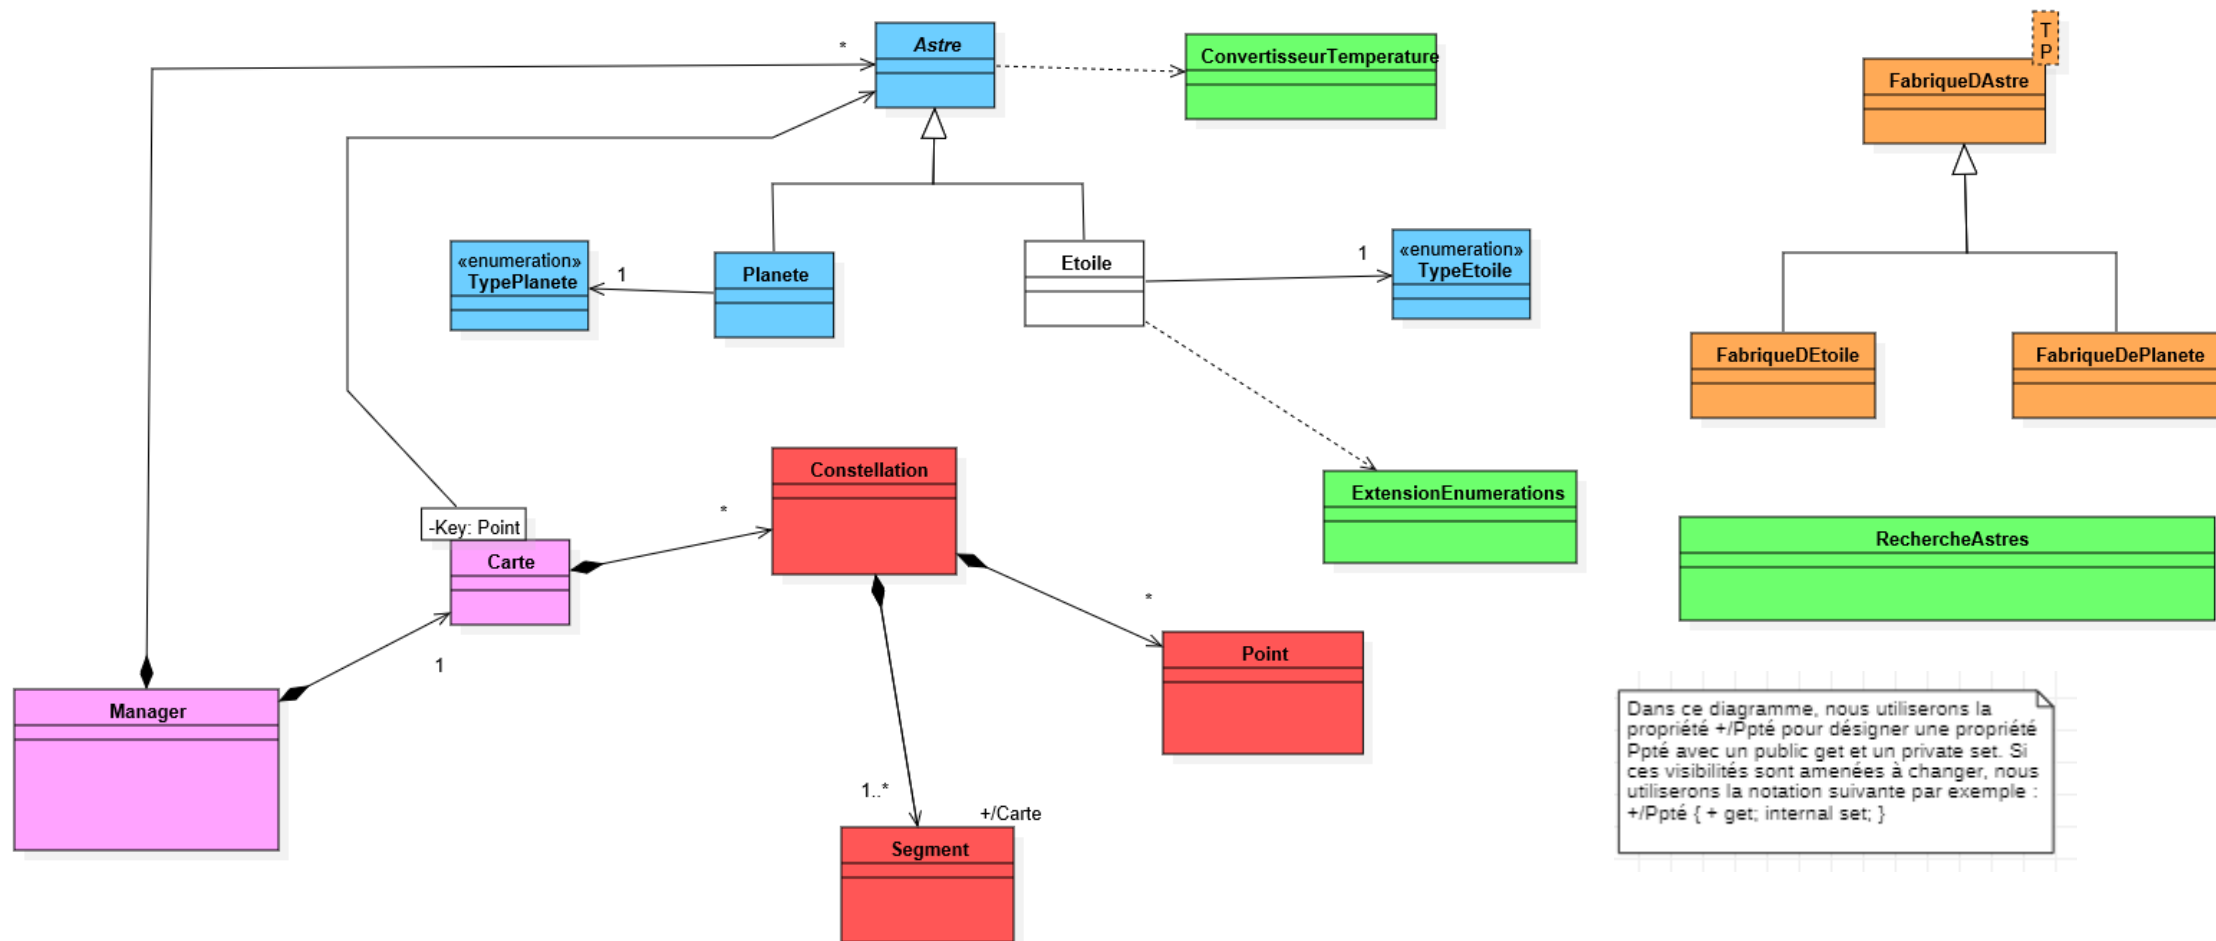 *
Astre
ConvertisseurTemperature
T
P
FabriqueDAstre
«enumeration»
TypePlanete
1
Planete
Etoile
1
«enumeration»
TypeEtoile
FabriqueDEtoile
FabriqueDePlanete
Constellation
ExtensionEnumerations
-Key: Point
Carte
*
RechercheAstres
*
Point
1
Manager
Dans ce diagramme, nous utiliserons la
propriété +/Ppté pour désigner une propriété
Ppté avec un public get et un private set. Si
ces visibilités sont amenées à changer, nous
utiliserons la notation suivante par exemple :
+/Ppté { + get; internal set; }
1..*
+/Carte
Segment